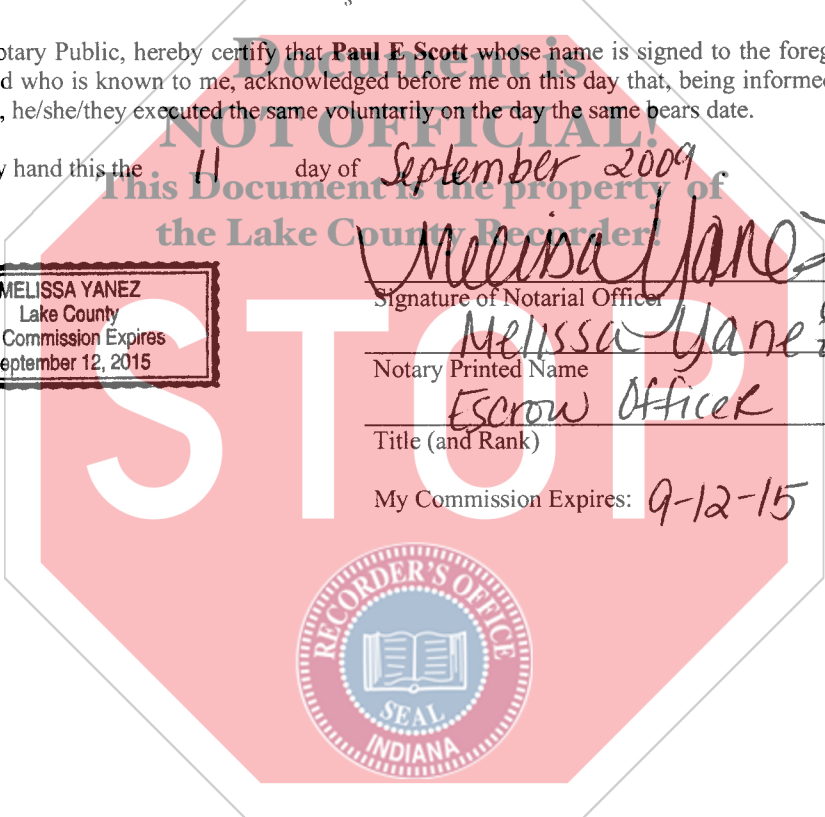 otary Public, hereby certify that Paul E Scott whose name is signed to the foreg
d who is known to me, acknowledged before me on this day that, being informe
, he/she/they executed the same voluntarily on the day the same bears date.
y hand this the 11 day of September 2009.
Document is
NOT OFFICIAL!
This Document is the property of
the Lake County Recorder!
Melissa Yanez
Signature of Notarial Officer
MELISSA YANEZ
Lake County
Commission Expires
eptember 12, 2015
Melissa Yanez
Notary Printed Name
Escrow Officer
Title (and Rank)
My Commission Expires: 9-12-15
STOP
RECORDER'S OFFICE
SEAL
INDIANA